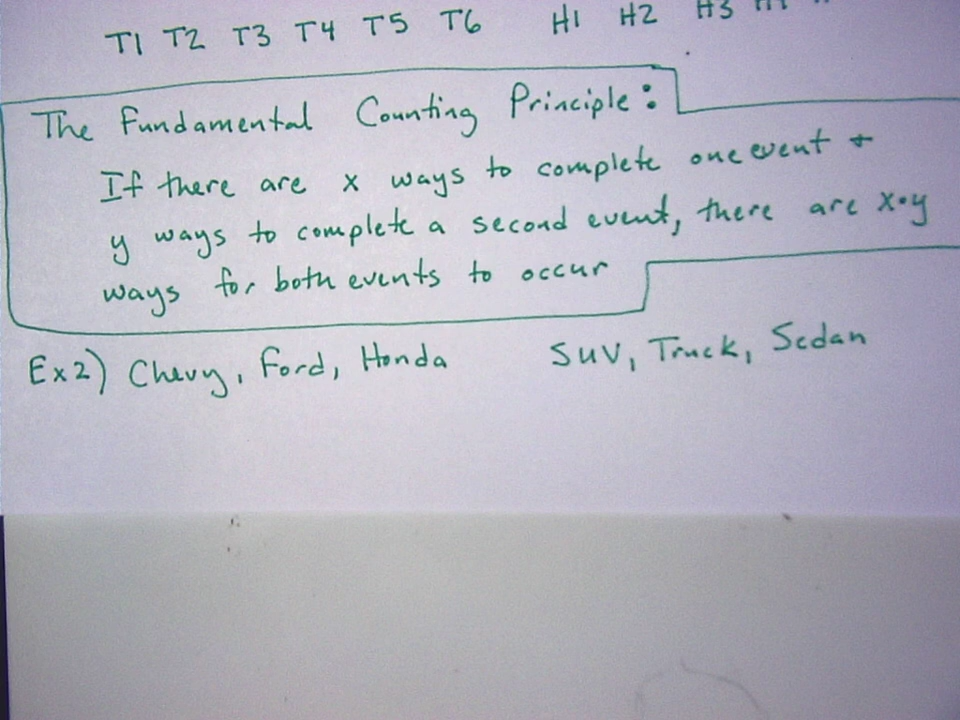 T1 T2 T3 T4 T5 T6 H1 H2 H3
The Fundamental Counting Principle:
If there are x ways to complete one event +
y ways to complete a second event, there are x•y
ways for both events to occur
Ex2) Chevy, Ford, Honda SUV, Truck, Sedan